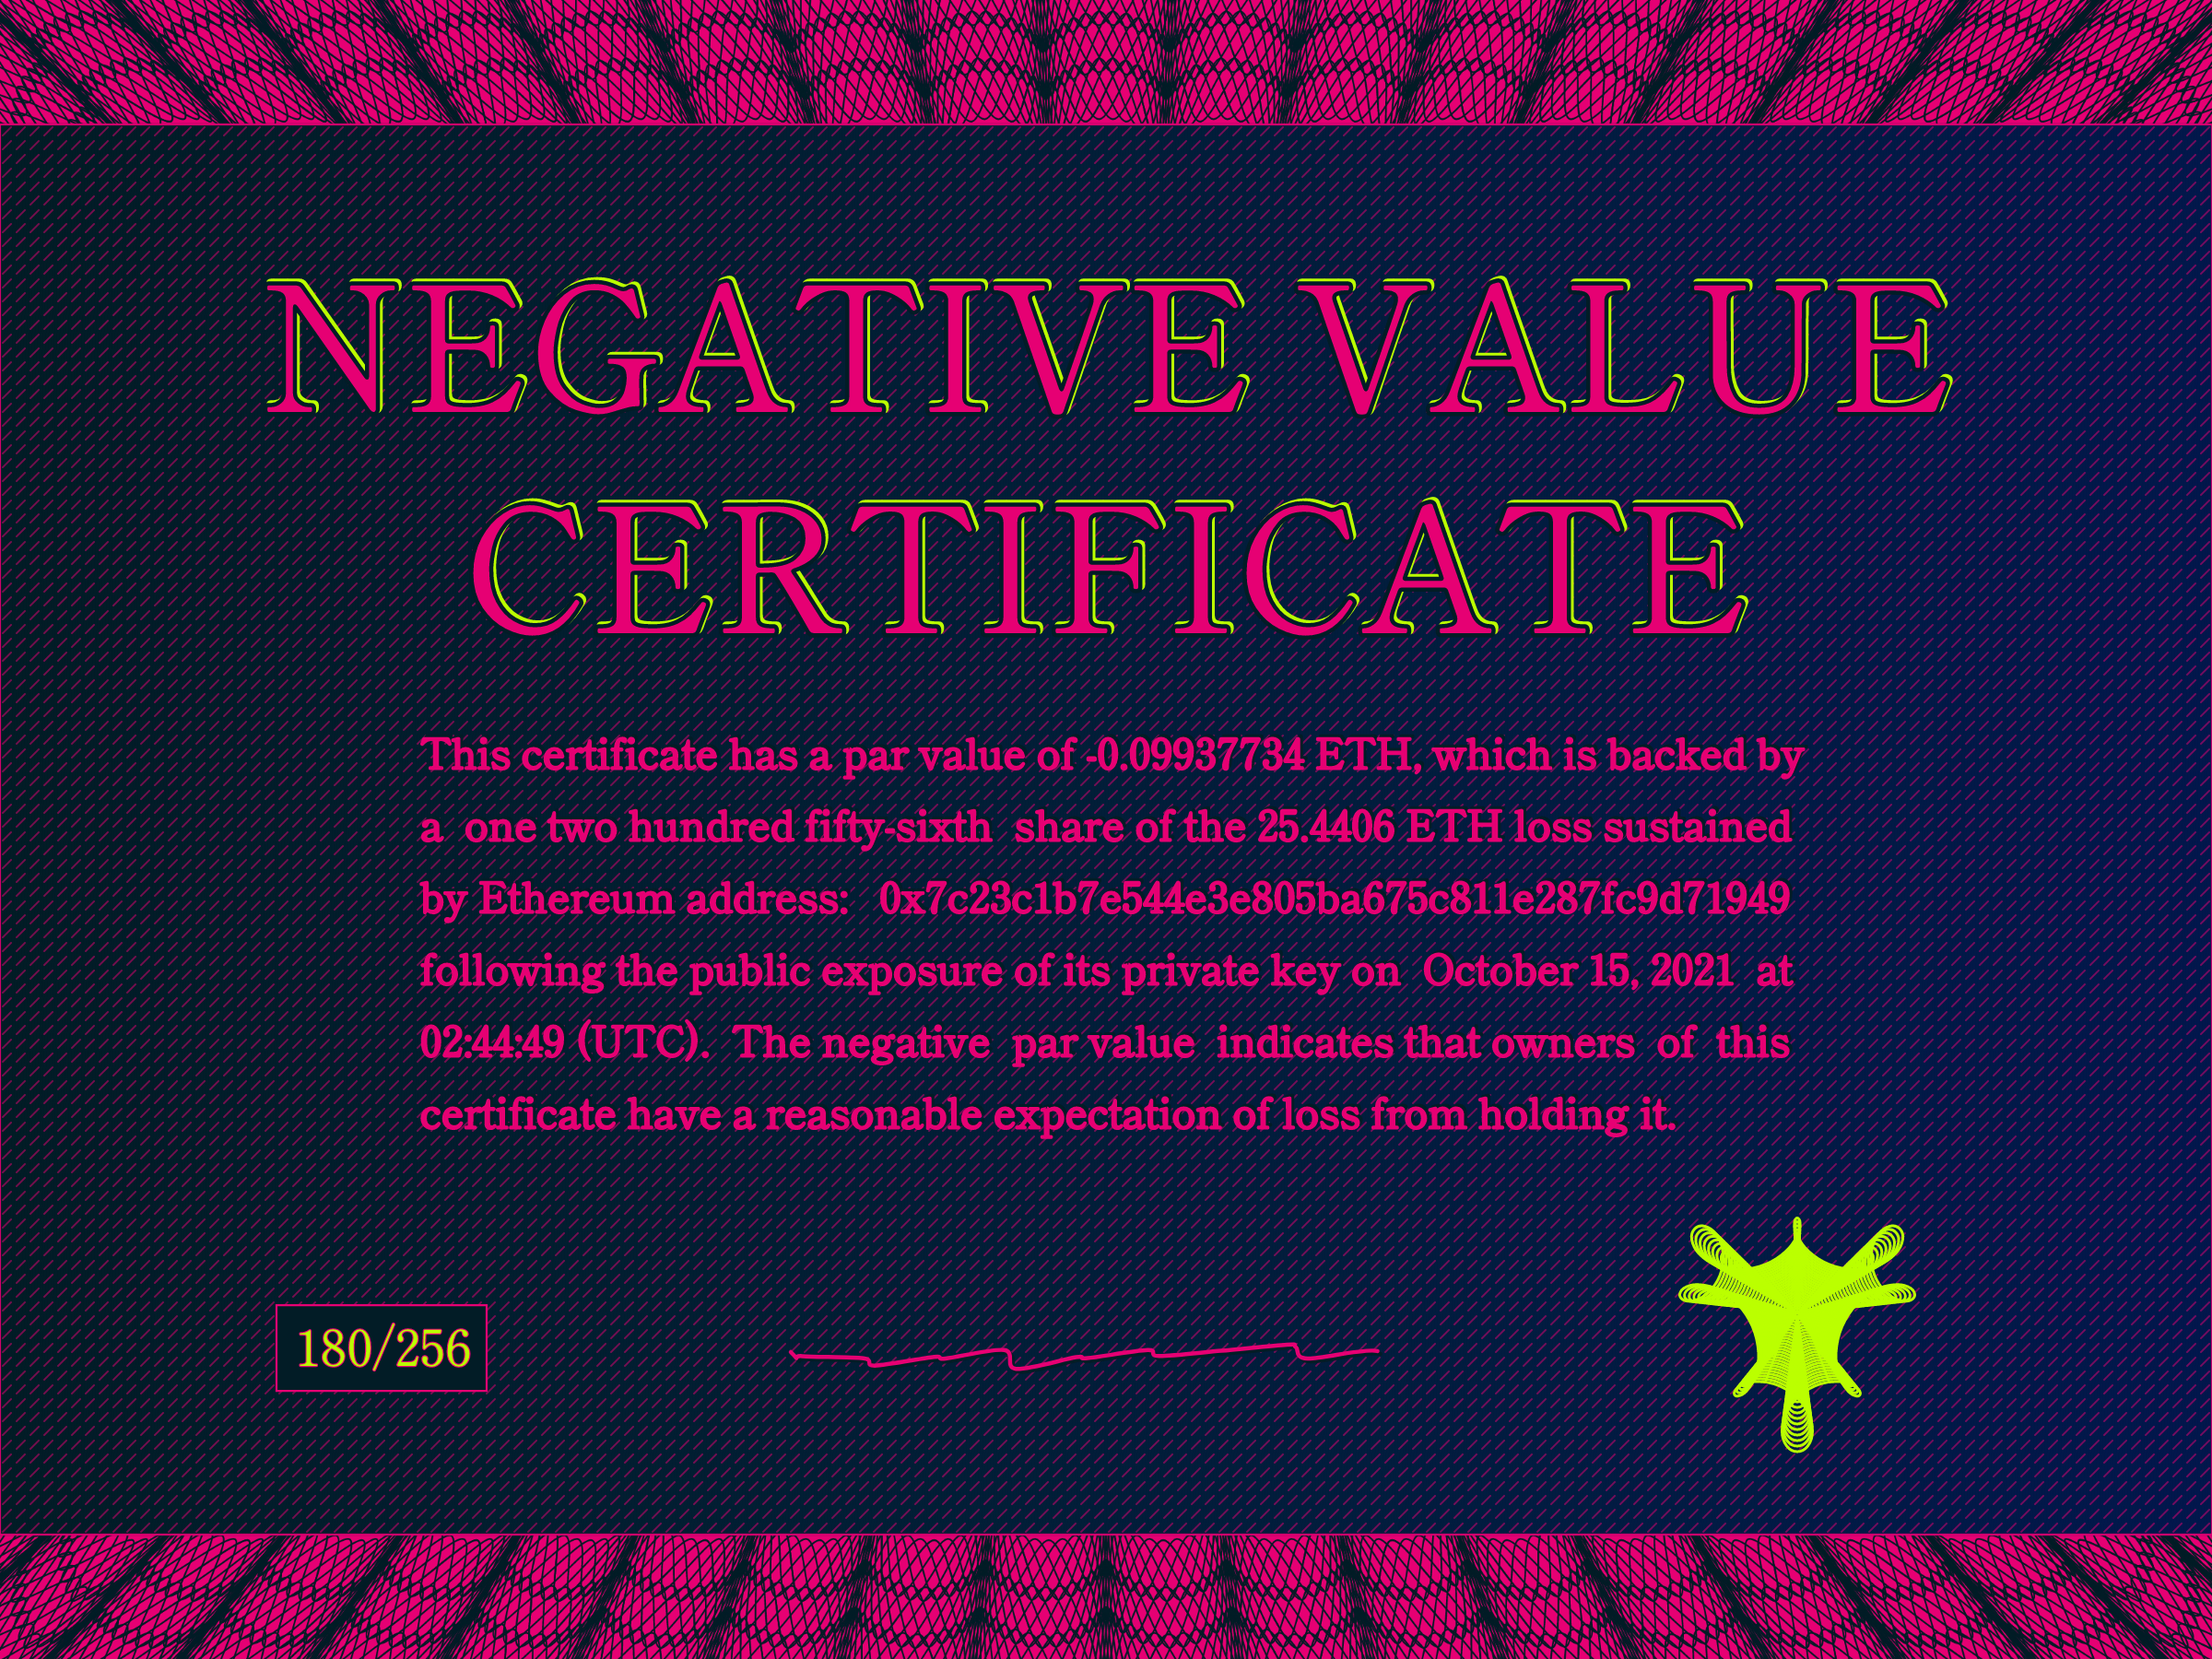 NEGATIVE VALUE
CERTIFICATE
This certificate has a par value of -0.09937734 ETH, which is backed by
a one two hundred fifty-sixth share of the 25.4406 ETH loss sustained
by Ethereum address: 0x7c23c1b7e544e3e805ba675c811e287fc9d71949
following the public exposure of its private key on October 15, 2021 at
02:44:49 (UTC). The negative par value indicates that owners of this
certificate have a reasonable expectation of loss from holding it.
180/256